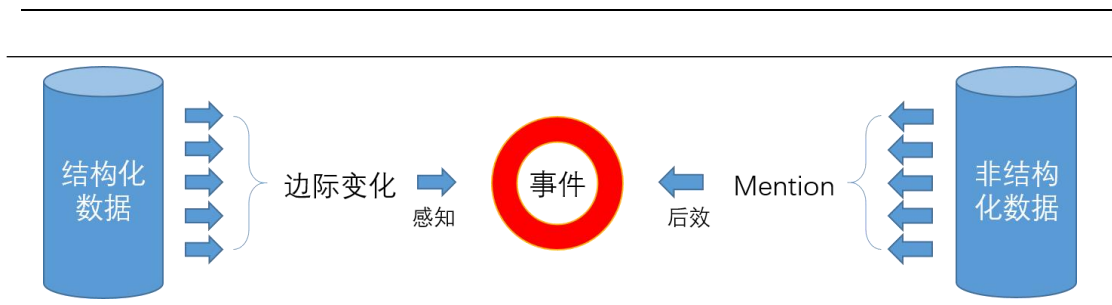 结构化
数据
边际变化
感知
事件
后效
Mention
非结构
化数据